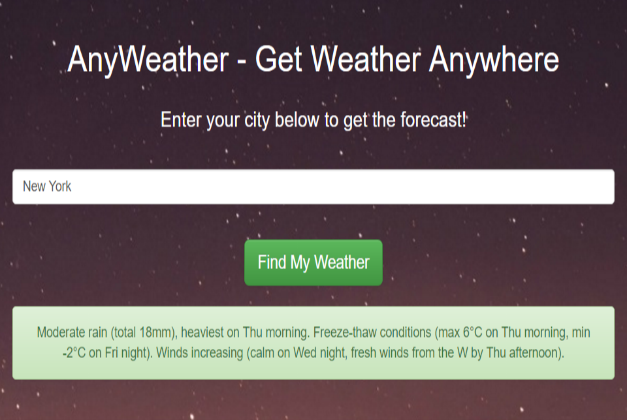 AnyWeather - Get Weather Anywhere
Enter your city below to get the forecast!
New York
Find My Weather
Moderate rain (total 18mm), heaviest on Thu morning. Freeze-thaw conditions (max 6°C on Thu morning, min
-2°C on Fri night). Winds increasing (calm on Wed night, fresh winds from the W by Thu afternoon).